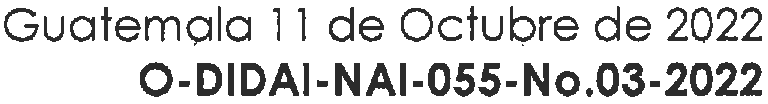 Guatemala 11 de Octubre de 2022
O-DIDAI-NAI-055-No.03-2022